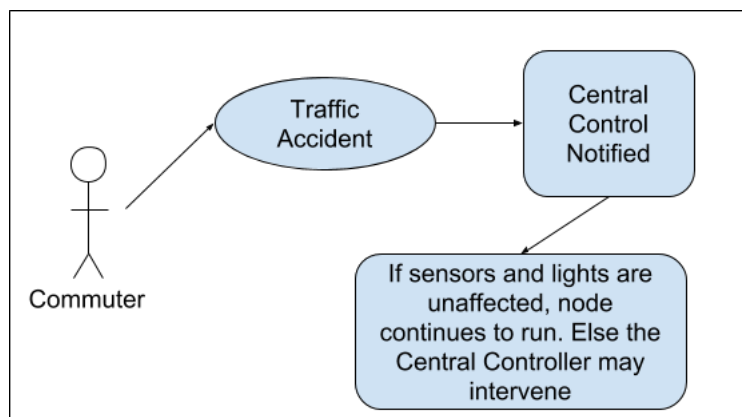 Traffic
Accident
Central
Control
Notified
Commuter
If sensors and lights are
unaffected, node
continues to run. Else the
Central Controller may
intervene